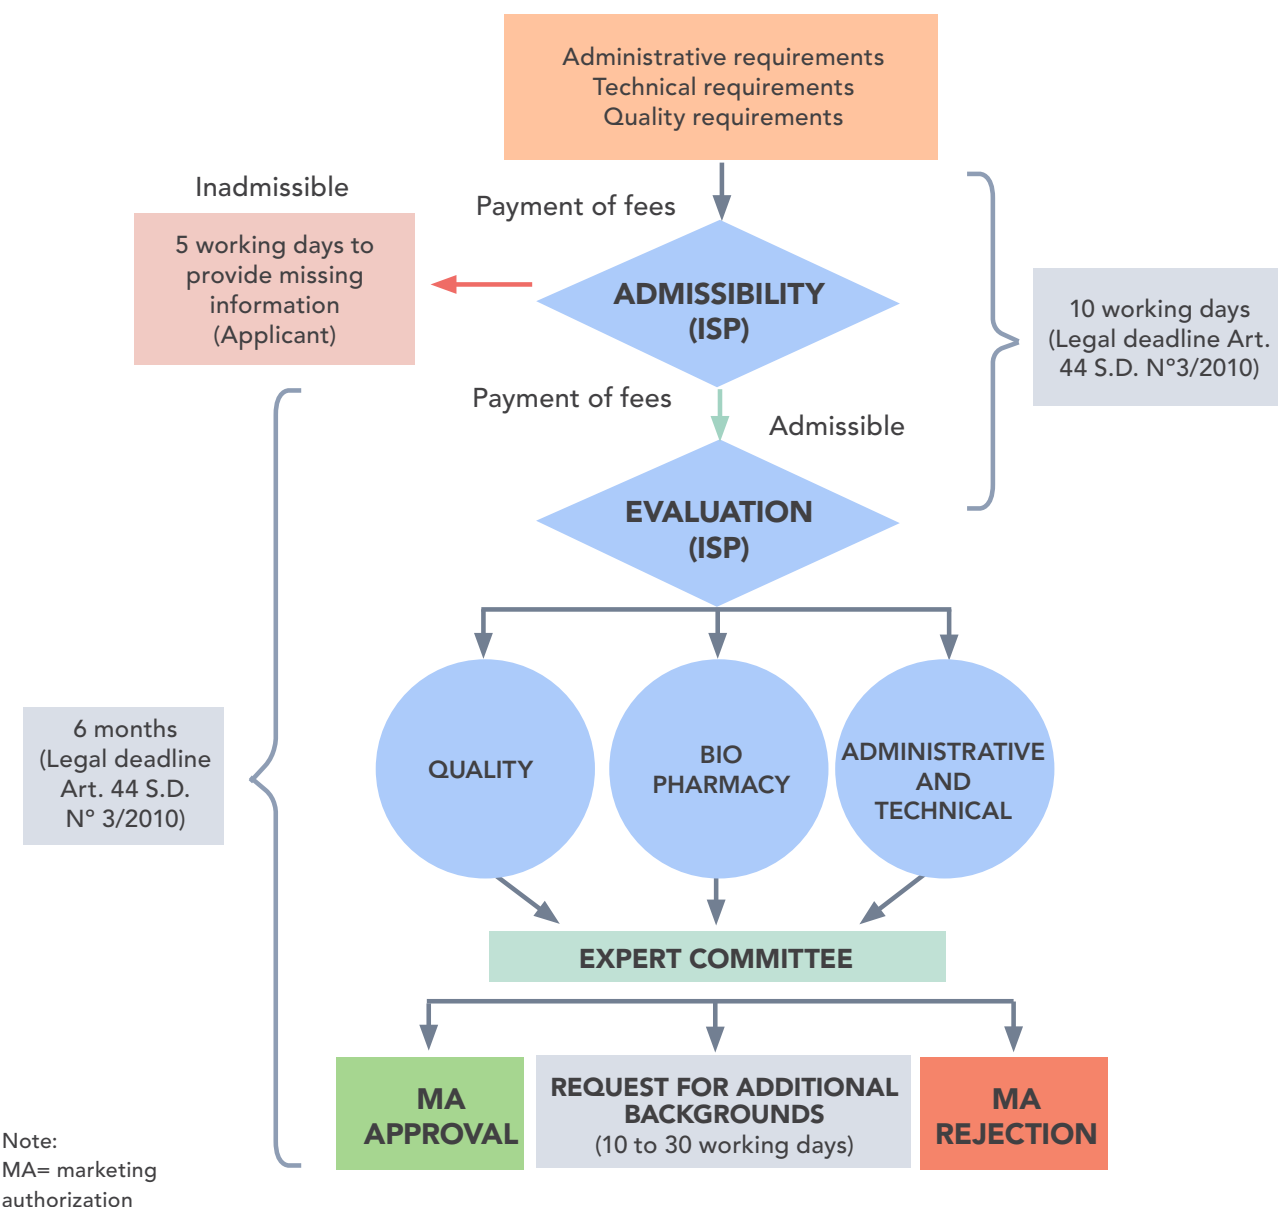 Administrative requirements
Technical requirements
Quality requirements
Inadmissible
Payment of fees
5 working days to
provide missing
information
(Applicant)
ADMISSIBILITY
(ISP)
10 working days
(Legal deadline Art.
44 S.D. N°3/2010)
Payment of fees
Admissible
EVALUATION
(ISP)
6 months
(Legal deadline
Art. 44 S.D.
N° 3/2010)
QUALITY
BIO
PHARMACY
ADMINISTRATIVE
AND
TECHNICAL
EXPERT COMMITTEE
MA
APPROVAL
REQUEST FOR ADDITIONAL
BACKGROUNDS
(10 to 30 working days)
MA
REJECTION
Note:
MA= marketing
authorization